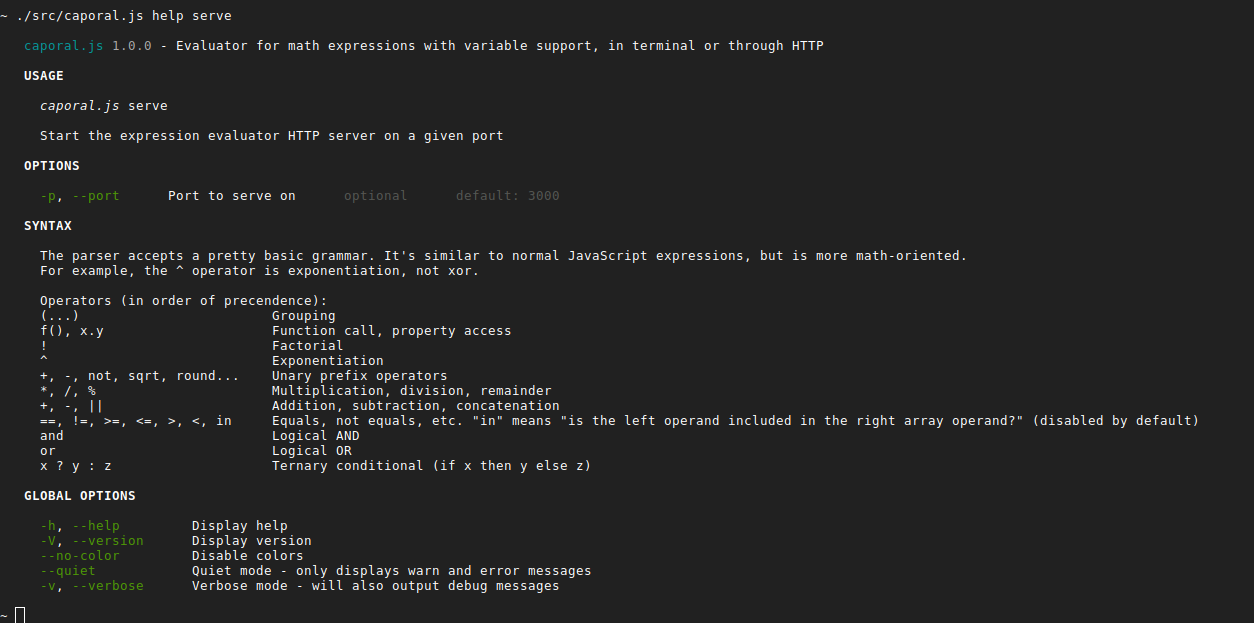 ~ ./src/caporal.js help serve
caporal.js 1.0.0 - Evaluator for math expressions with variable support, in terminal or through HTTP
USAGE
caporal.js serve
Start the expression evaluator HTTP server on a given port
OPTIONS
-p, --port      Port to serve on      optional      default: 3000
SYNTAX
The parser accepts a pretty basic grammar. It's similar to normal JavaScript expressions, but is more math-oriented.
For example, the ^ operator is exponentiation, not xor.
Operators (in order of precendence):
(...)                        Grouping
f(), x.y                     Function call, property access
!                            Factorial
^                            Exponentiation
+, -, not, sqrt, round...    Unary prefix operators
*, /, %                      Multiplication, division, remainder
+, -, ||                     Addition, subtraction, concatenation
==, !=, >=, <=, >, <, in     Equals, not equals, etc. "in" means "is the left operand included in the right array operand?" (disabled by default)
and                          Logical AND
or                           Logical OR
x ? y : z                    Ternary conditional (if x then y else z)
GLOBAL OPTIONS
-h, --help         Display help
-V, --version      Display version
--no-color         Disable colors
--quiet            Quiet mode - only displays warn and error messages
-v, --verbose      Verbose mode - will also output debug messages
~